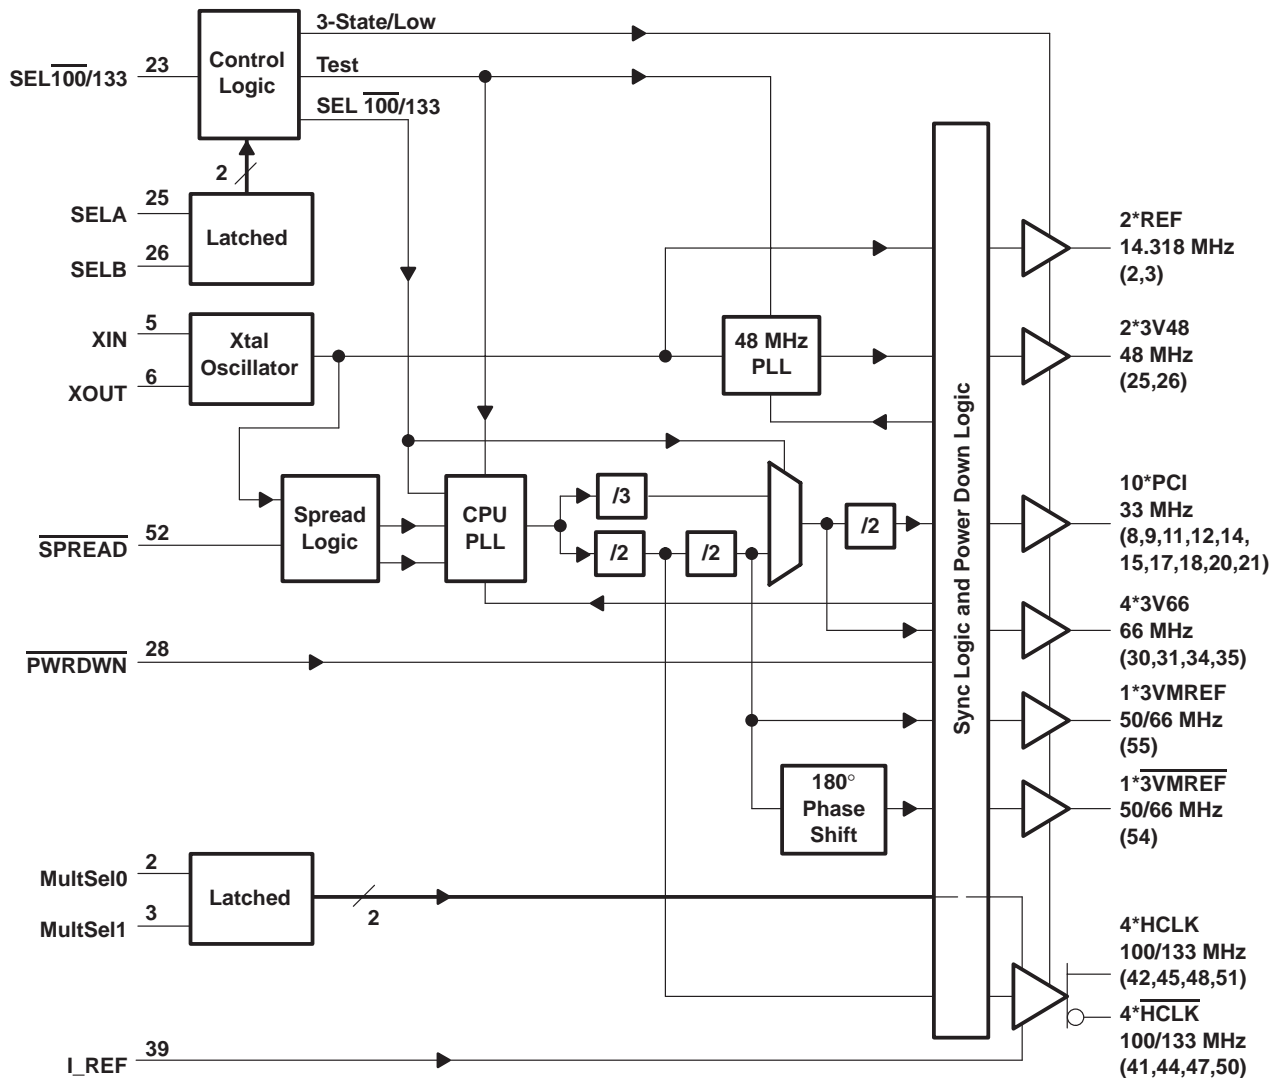 3-State/Low
Control
Logic
SEL100/133
23
Test
SEL 100/133
2
SELA
25
SELB
26
Latched
XIN
5
XOUT
6
Xtal
Oscillator
48 MHz
PLL
SPREAD
52
Spread
Logic
CPU
PLL
/3
/2
/2
/2
PWRDWN
28
180°
Phase
Shift
MultSel0
2
MultSel1
3
Latched
2
I_REF
39
Sync Logic and Power Down Logic
2*REF
14.318 MHz
(2,3)
2*3V48
48 MHz
(25,26)
10*PCI
33 MHz
(8,9,11,12,14,
15,17,18,20,21)
4*3V66
66 MHz
(30,31,34,35)
1*3VMREF
50/66 MHz
(55)
1*3VMREF
50/66 MHz
(54)
4*HCLK
100/133 MHz
(42,45,48,51)
4*HCLK
100/133 MHz
(41,44,47,50)